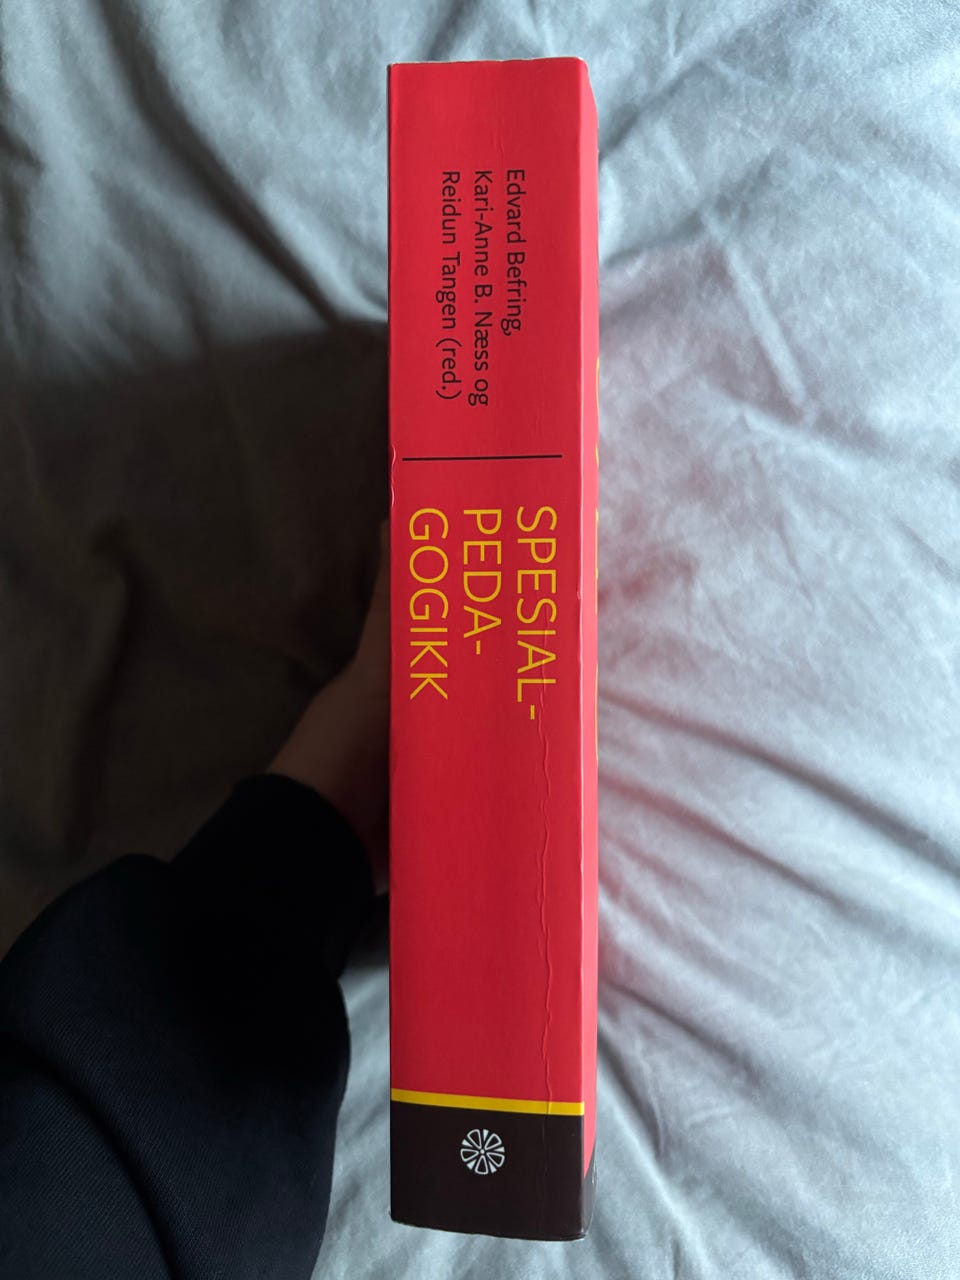 Edvard Befring,
Kari-Anne B. Næss og
Reidun Tangen (red.)
SPESIAL-
PEDA-
GOGIKK